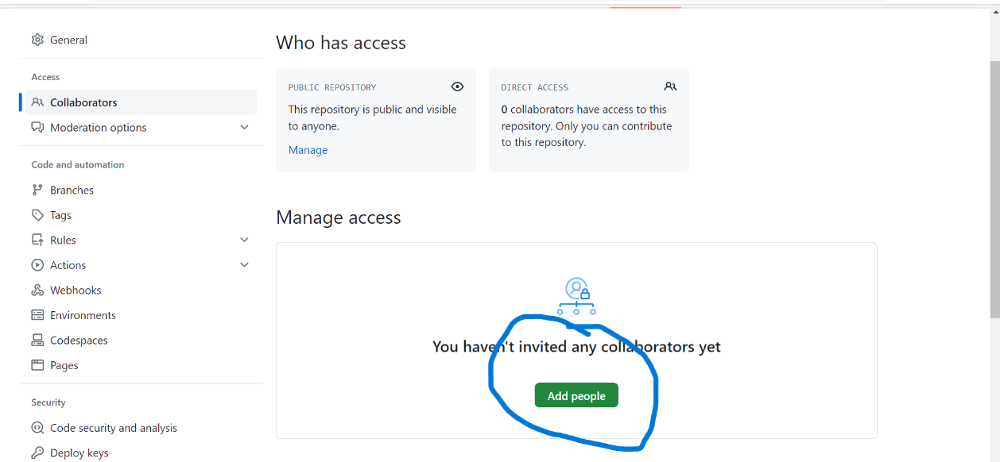 General
Access
Collaborators
Moderation options
Code and automation
Branches
Tags
Rules
Actions
Webhooks
Environments
Codespaces
Pages
Security
Code security and analysis
Deploy keys
Who has access
PUBLIC REPOSITORY
This repository is public and visible
to anyone.
Manage
DIRECT ACCESS
0 collaborators have access to this
repository. Only you can contribute
to this repository.
Manage access
You haven't invited any collaborators yet
Add people